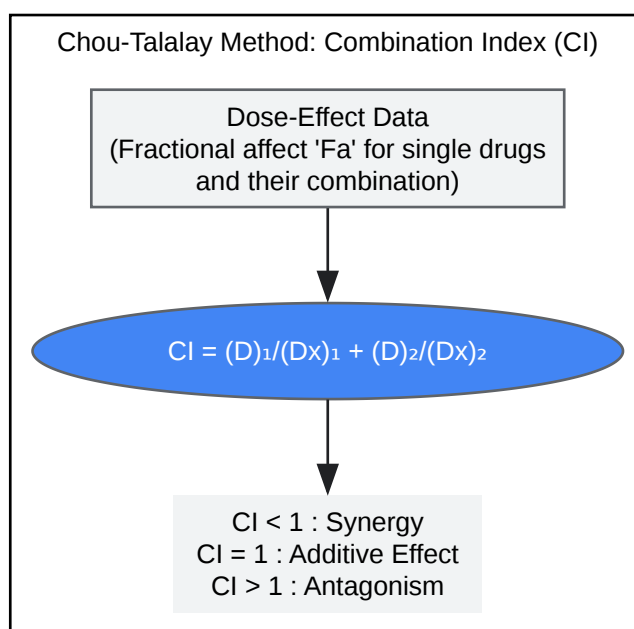 Chou-Talalay Method: Combination Index (CI)
Dose-Effect Data
(Fractional affect 'Fa' for single drugs
and their combination)
CI = (D)₁/(Dx)₁ + (D)₂/(Dx)₂
CI < 1 : Synergy
CI = 1 : Additive Effect
CI > 1 : Antagonism